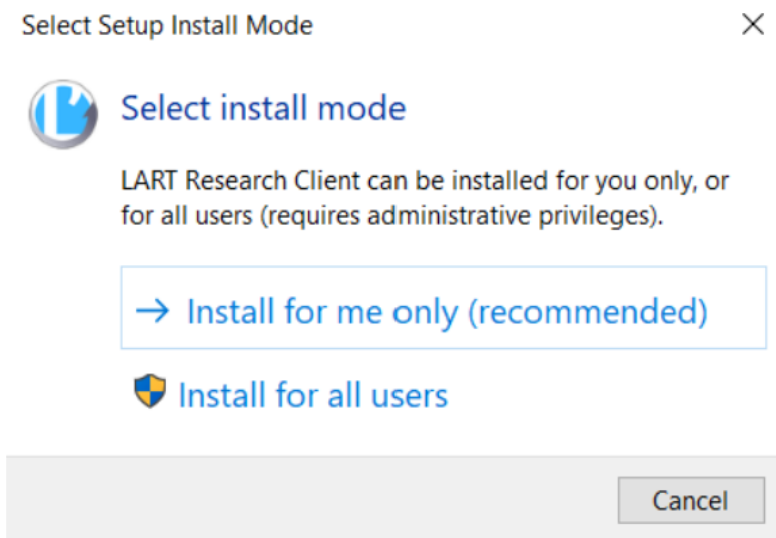 Select Setup Install Mode
Select install mode
LART Research Client can be installed for you only, or
for all users (requires administrative privileges).
Install for me only (recommended)
Install for all users
Cancel